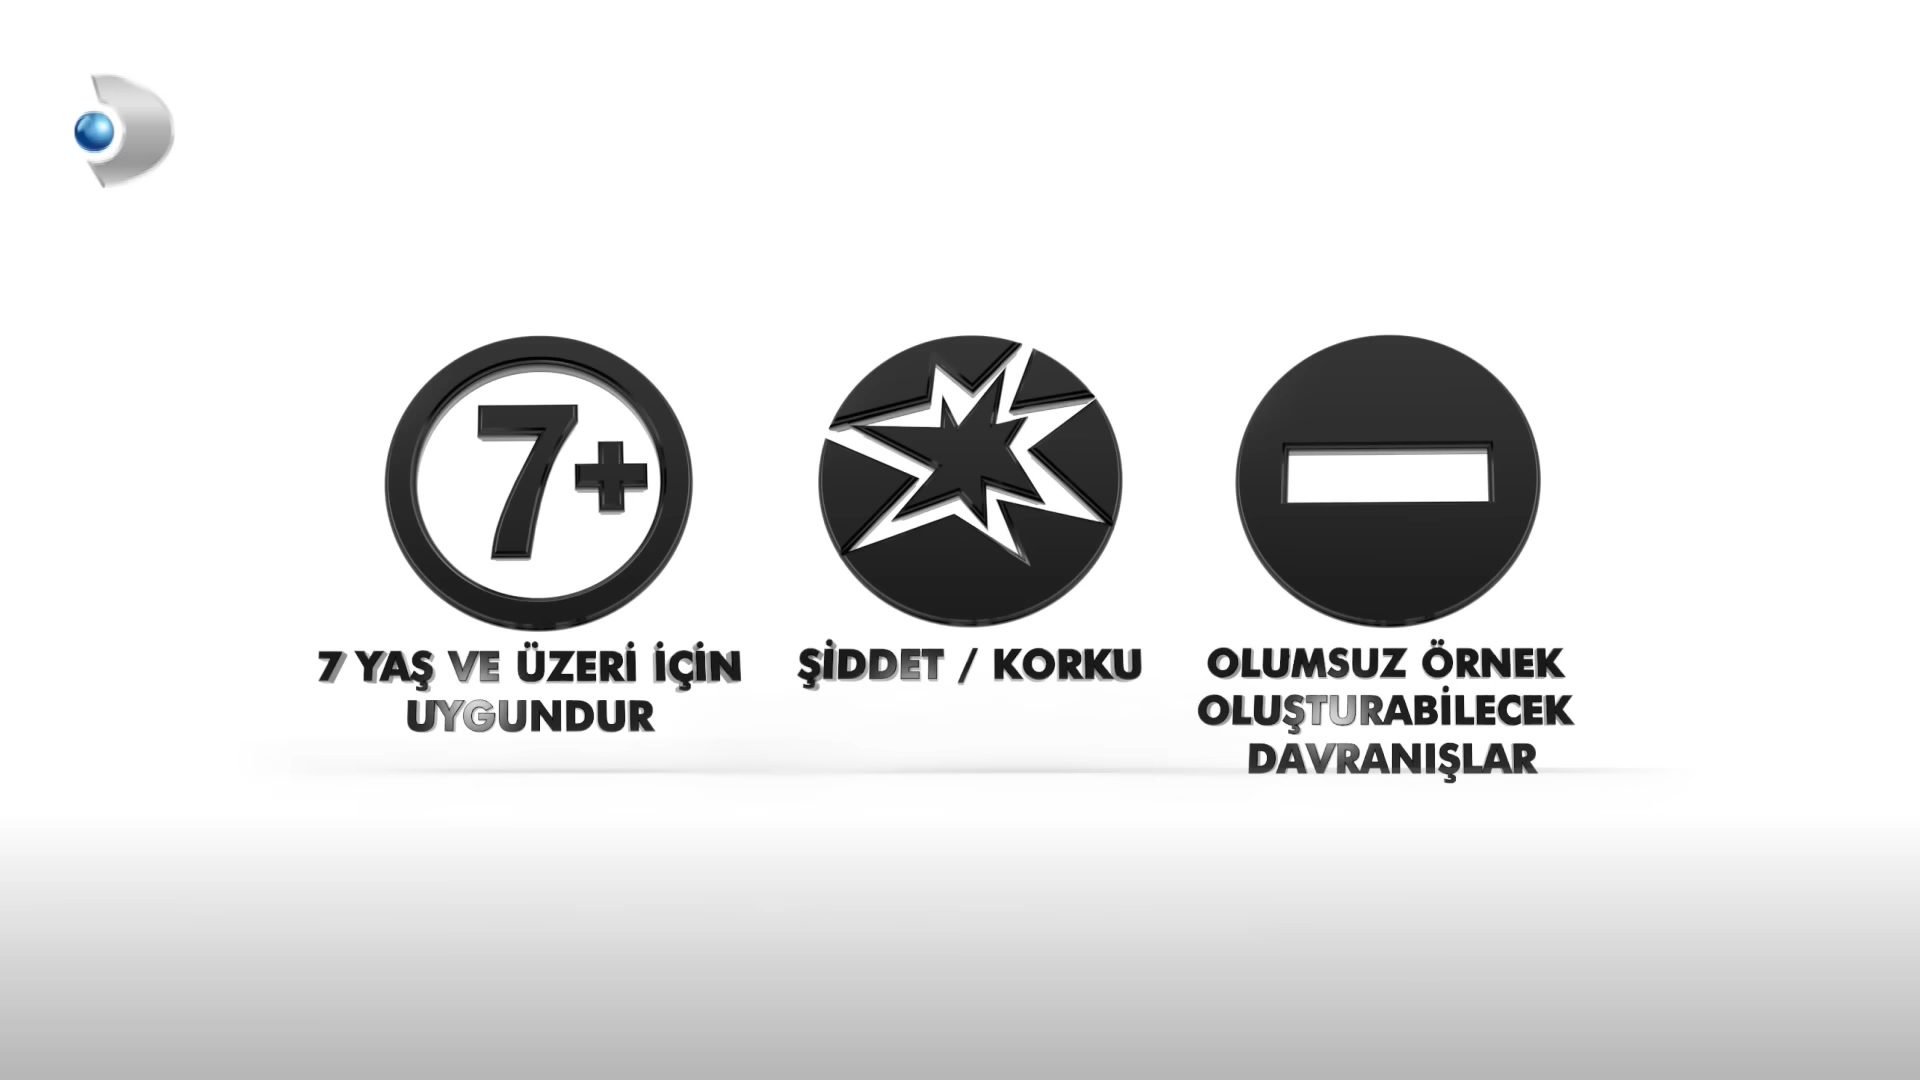 7+
7 YAŞ VE ÜZERİ İÇİN
UYGUNDUR
ŞİDDET / KORKU
OLUMSUZ ÖRNEK
OLUŞTURABİLECEK
DAVRANIŞLAR